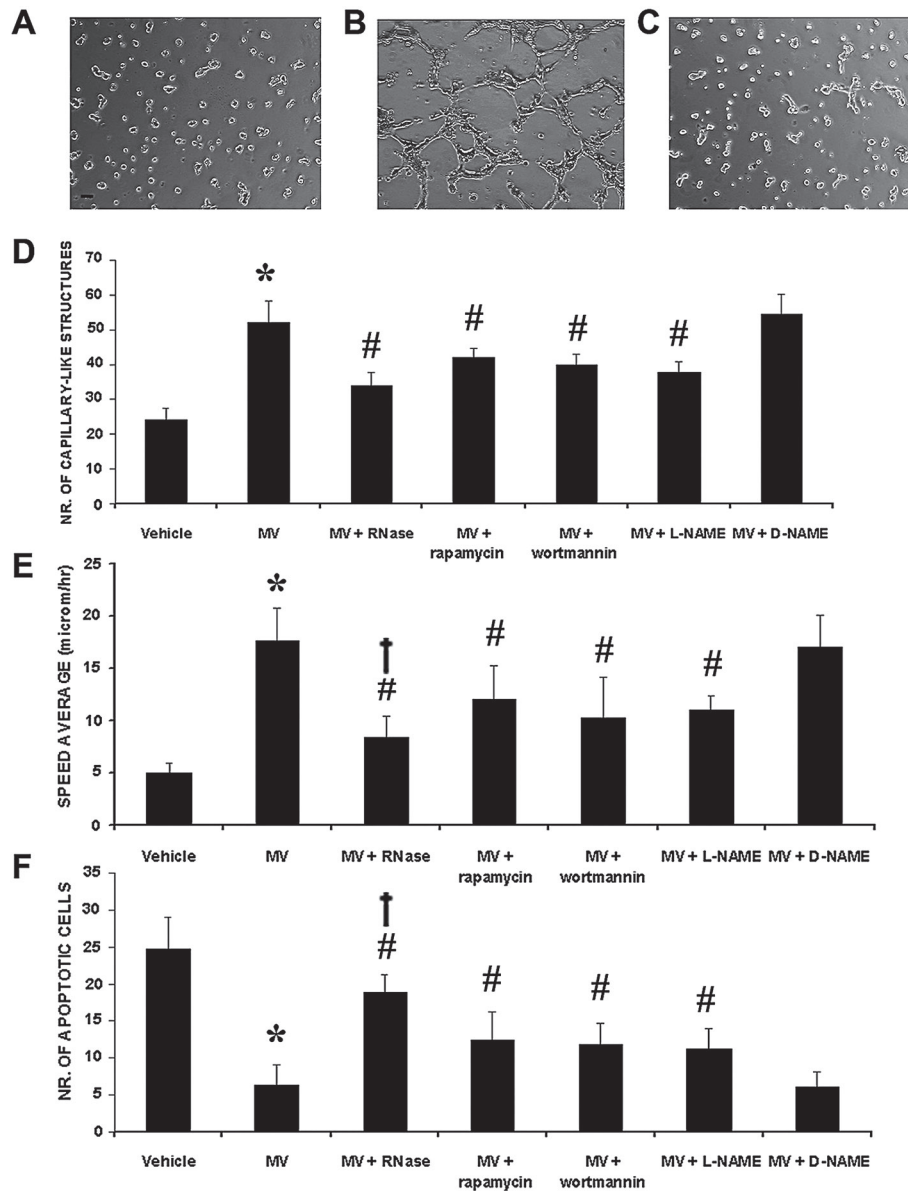 A
B
C
D
NR. OF CAPILLARY-LIKE STRUCTURES
70
60
50
40
30
20
10
0
*
#
#
#
#
Vehicle
MV
MV + RNase
MV +
rapamycin
MV +
wortmannin
MV + L-NAME
MV + D-NAME
E
SPEED AVERAGE (microm/hr)
25
20
15
10
5
0
*
†
#
#
#
#
Vehicle
MV
MV + RNase
MV +
rapamycin
MV +
wortmannin
MV + L-NAME
MV + D-NAME
F
NR. OF APOPTOTIC CELLS
35
30
25
20
15
10
5
0
*
†
#
#
#
#
Vehicle
MV
MV + RNase
MV +
rapamycin
MV +
wortmannin
MV + L-NAME
MV + D-NAME